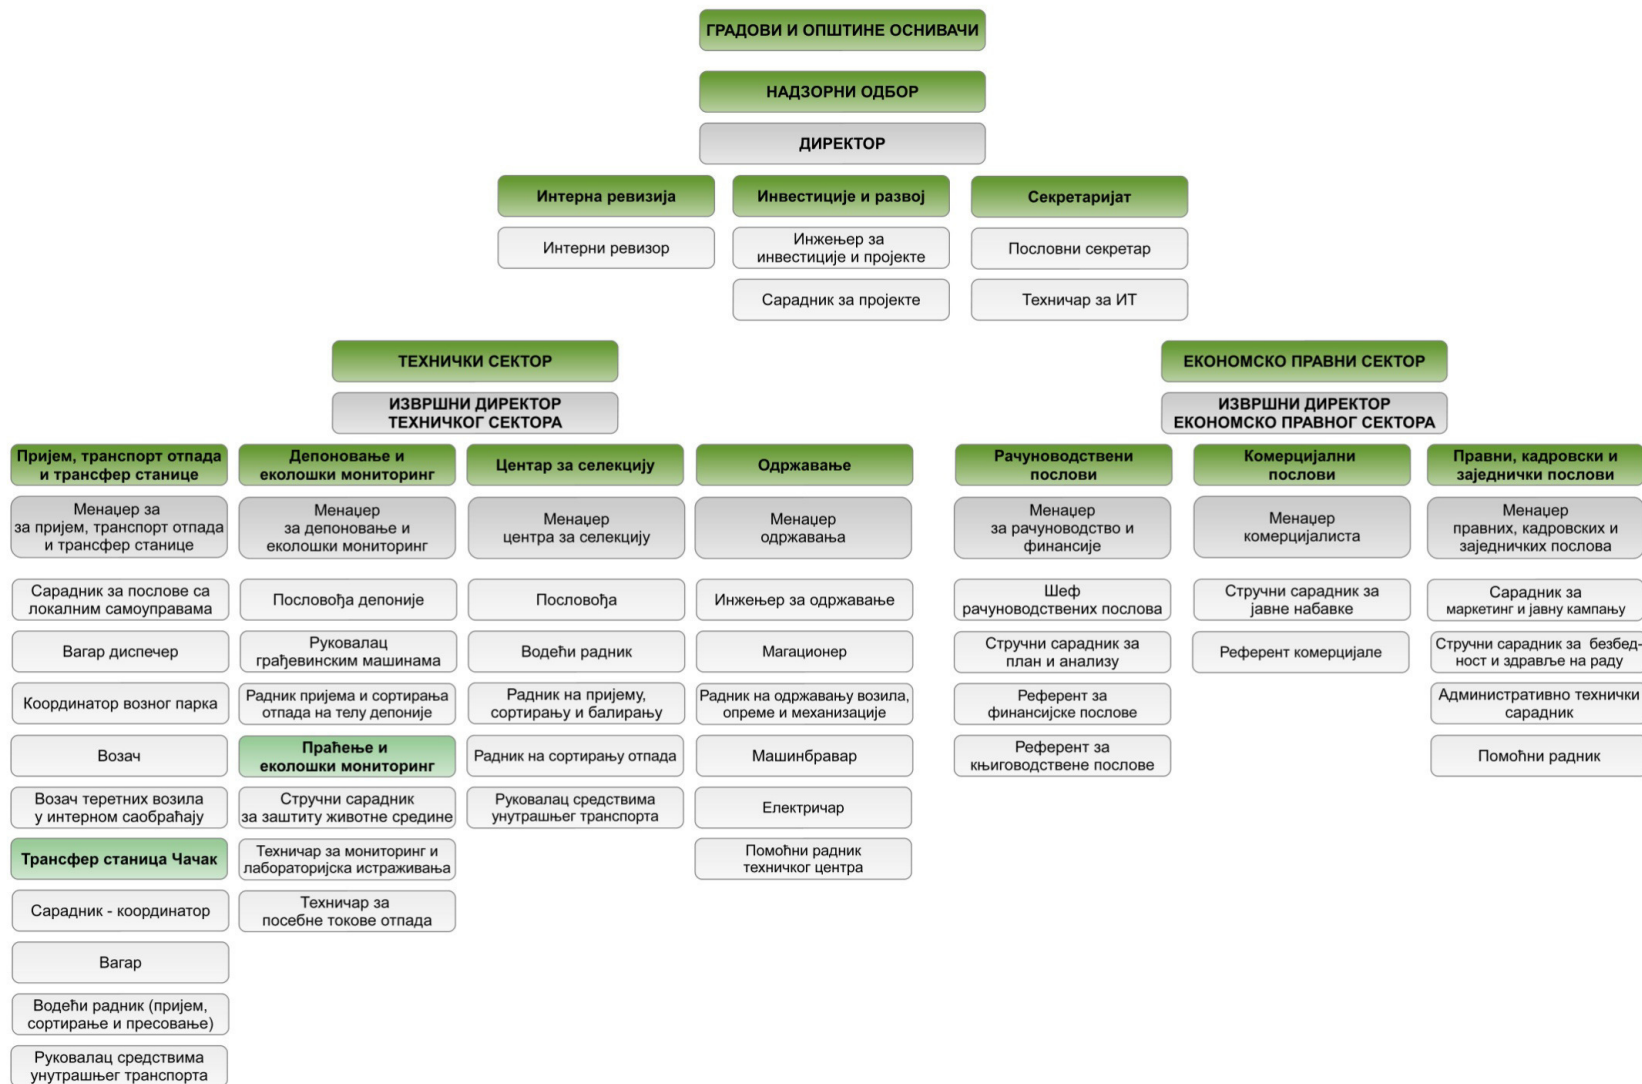 ГРАДОВИ И ОПШТИНЕ ОСНИВАЧИ
НАДЗОРНИ ОДБОР
ДИРЕКТОР
Интерна ревизија
Интерни ревизор
Инвестиције и развој
Инжењер за
инвестиције и пројекте
Сарадник за пројекте
Секретаријат
Пословни секретар
Техничар за ИТ
ТЕХНИЧКИ СЕКТОР
ИЗВРШНИ ДИРЕКТОР
ТЕХНИЧКОГ СЕКТОРА
Пријем, транспорт отпада
и трансфер станице
Менаџер за
за пријем, транспорт отпада
и трансфер станице
Сарадник за послове са
локалним самоуправама
Вагар диспечер
Координатор возног парка
Возач
Возач теретних возила
у интерном саобраћају
Трансфер станица Чачак
Сарадник - координатор
Вагар
Водећи радник (пријем,
сортирање и пресовање)
Руковалац средствима
унутрашњег транспорта
Депоновање и
еколошки мониторинг
Менаџер
за депоновање и
еколошки мониторинг
Пословођа депоније
Руковалац
грађевинским машинама
Радник пријема и сортирања
отпада на телу депоније
Праћење и
еколошки мониторинг
Стручни сарадник
за заштиту животне средине
Техничар за мониторинг и
лабораторијска истраживања
Техничар за
посебне токове отпада
Центар за селекцију
Менаџер
центра за селекцију
Пословођа
Водећи радник
Радник на пријему,
сортирању и балирању
Радник на сортирању отпада
Руковалац средствима
унутрашњег транспорта
Одржавање
Менаџер
одржавања
Инжењер за одржавање
Магационер
Радник на одржавању возила,
опреме и механизације
Машинбравар
Електричар
Помоћни радник
техничког центра
ЕКОНОМСКО ПРАВНИ СЕКТОР
ИЗВРШНИ ДИРЕКТОР
ЕКОНОМСКО ПРАВНОГ СЕКТОРА
Рачуноводствени
послови
Менаџер
за рачуноводство и
финансије
Шеф
рачуноводствених послова
Стручни сарадник за
план и анализу
Референт за
финансијске послове
Референт за
књиговодствене послове
Комерцијални
послови
Менаџер
комерцијалиста
Стручни сарадник за
јавне набавке
Референт комерцијале
Правни, кадровски и
заједнички послови
Менаџер
правних, кадровских и
заједничких послова
Сарадник за
маркетинг и јавну кампању
Стручни сарадник за безбед-
ност и здравље на раду
Административно технички
сарадник
Помоћни радник